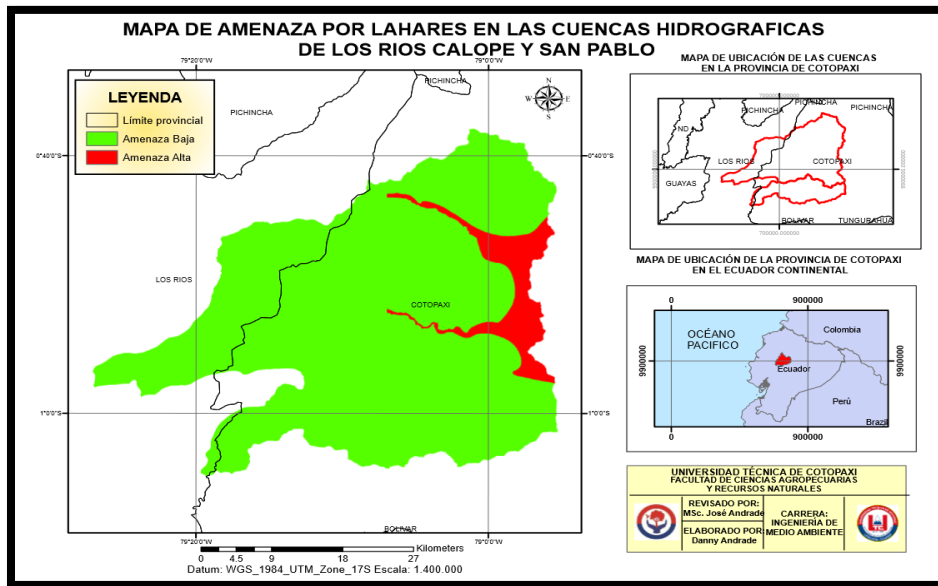 MAPA DE AMENAZA POR LAHARES EN LAS CUENCAS HIDROGRAFICAS
DE LOS RIOS CALOPE Y SAN PABLO
79°20'0"W
79°0'0"W
LEYENDA
Límite provincial
Amenaza Baja
Amenaza Alta
PICHINCHA
PICHINCHA
N
W
E
S
0°40'0"S
0°40'0"S
LOS RIOS
COTOPAXI
1°0'0"S
1°0'0"S
BOLIVAR
79°20'0"W
79°0'0"W
0
4.5
9
18
27
Kilometers
Datum: WGS_1984_UTM_Zone_17S Escala: 1.400.000
MAPA DE UBICACIÓN DE LAS CUENCAS
EN LA PROVINCIA DE COTOPAXI
700000.000000
PICHINCHA
PICHINCHA
PICHINCHA
ND
LOS RIOS
COTOPAXI
GUAYAS
BOLIVAR
TUNGURAHUA
700000.000000
MAPA DE UBICACIÓN DE LA PROVINCIA DE COTOPAXI
EN EL ECUADOR CONTINENTAL
0
900000
OCÉANO
PACIFICO
Colombia
9900000
9900000
Ecuador
Perú
Brazil
0
900000
UNIVERSIDAD TÉCNICA DE COTOPAXI
FACULTAD DE CIENCIAS AGROPECUARIAS
Y RECURSOS NATURALES
REVISADO POR:
MSc. José Andrade
ELABORADO POR
Danny Andrade
CARRERA:
INGENIERÍA DE
MEDIO AMBIENTE